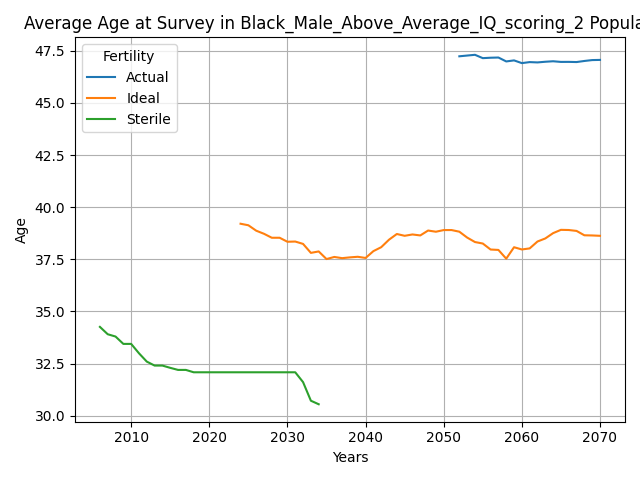 Average Age at Survey in Black_Male_Above_Average_IQ_scoring_2 Popula
Fertility
Actual
Ideal
Sterile
47.5
45.0
42.5
40.0
37.5
35.0
32.5
30.0
Age
2010 2020 2030 2040 2050 2060 2070
Years